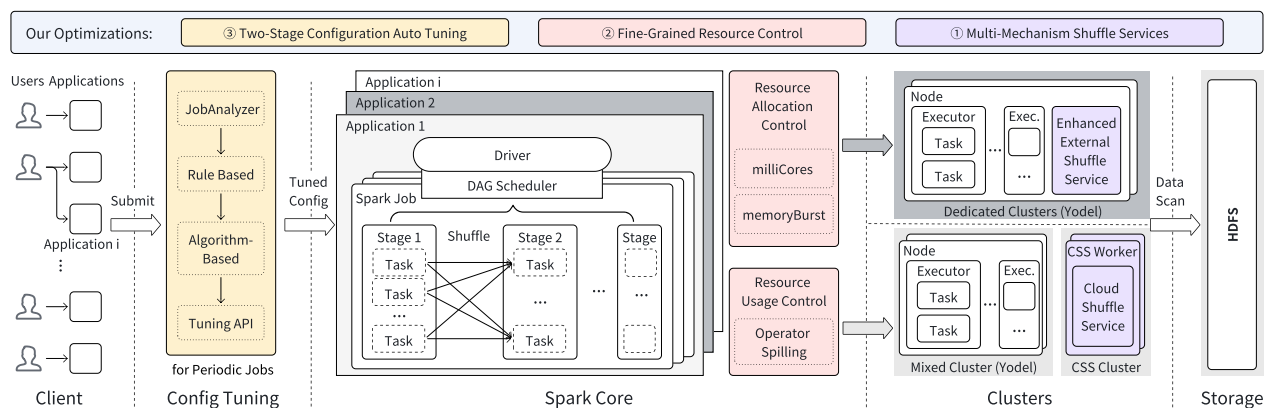 Our Optimizations:
③ Two-Stage Configuration Auto Tuning
② Fine-Grained Resource Control
① Multi-Mechanism Shuffle Services
Users Applications
Application i
⋮
Submit
Client
JobAnalyzer
Rule Based
Algorithm-
Based
Tuning API
for Periodic Jobs
Config Tuning
Tuned
Config
Application i
Application 2
Application 1
Driver
DAG Scheduler
Spark Job
Stage 1
Shuffle
Stage 2
Stage
Task
Task
...
Task
Task
...
Task
...
...
Spark Core
Resource
Allocation
Control
milliCores
memoryBurst
Resource
Usage Control
Operator
Spilling
Node
Executor
Task
Task
...
Exec.
...
Enhanced
External
Shuffle
Service
Dedicated Clusters (Yodel)
Node
Executor
Task
Task
...
Exec.
...
Mixed Cluster (Yodel)
CSS Worker
Cloud
Shuffle
Service
CSS Cluster
Clusters
Data
Scan
HDFS
Storage